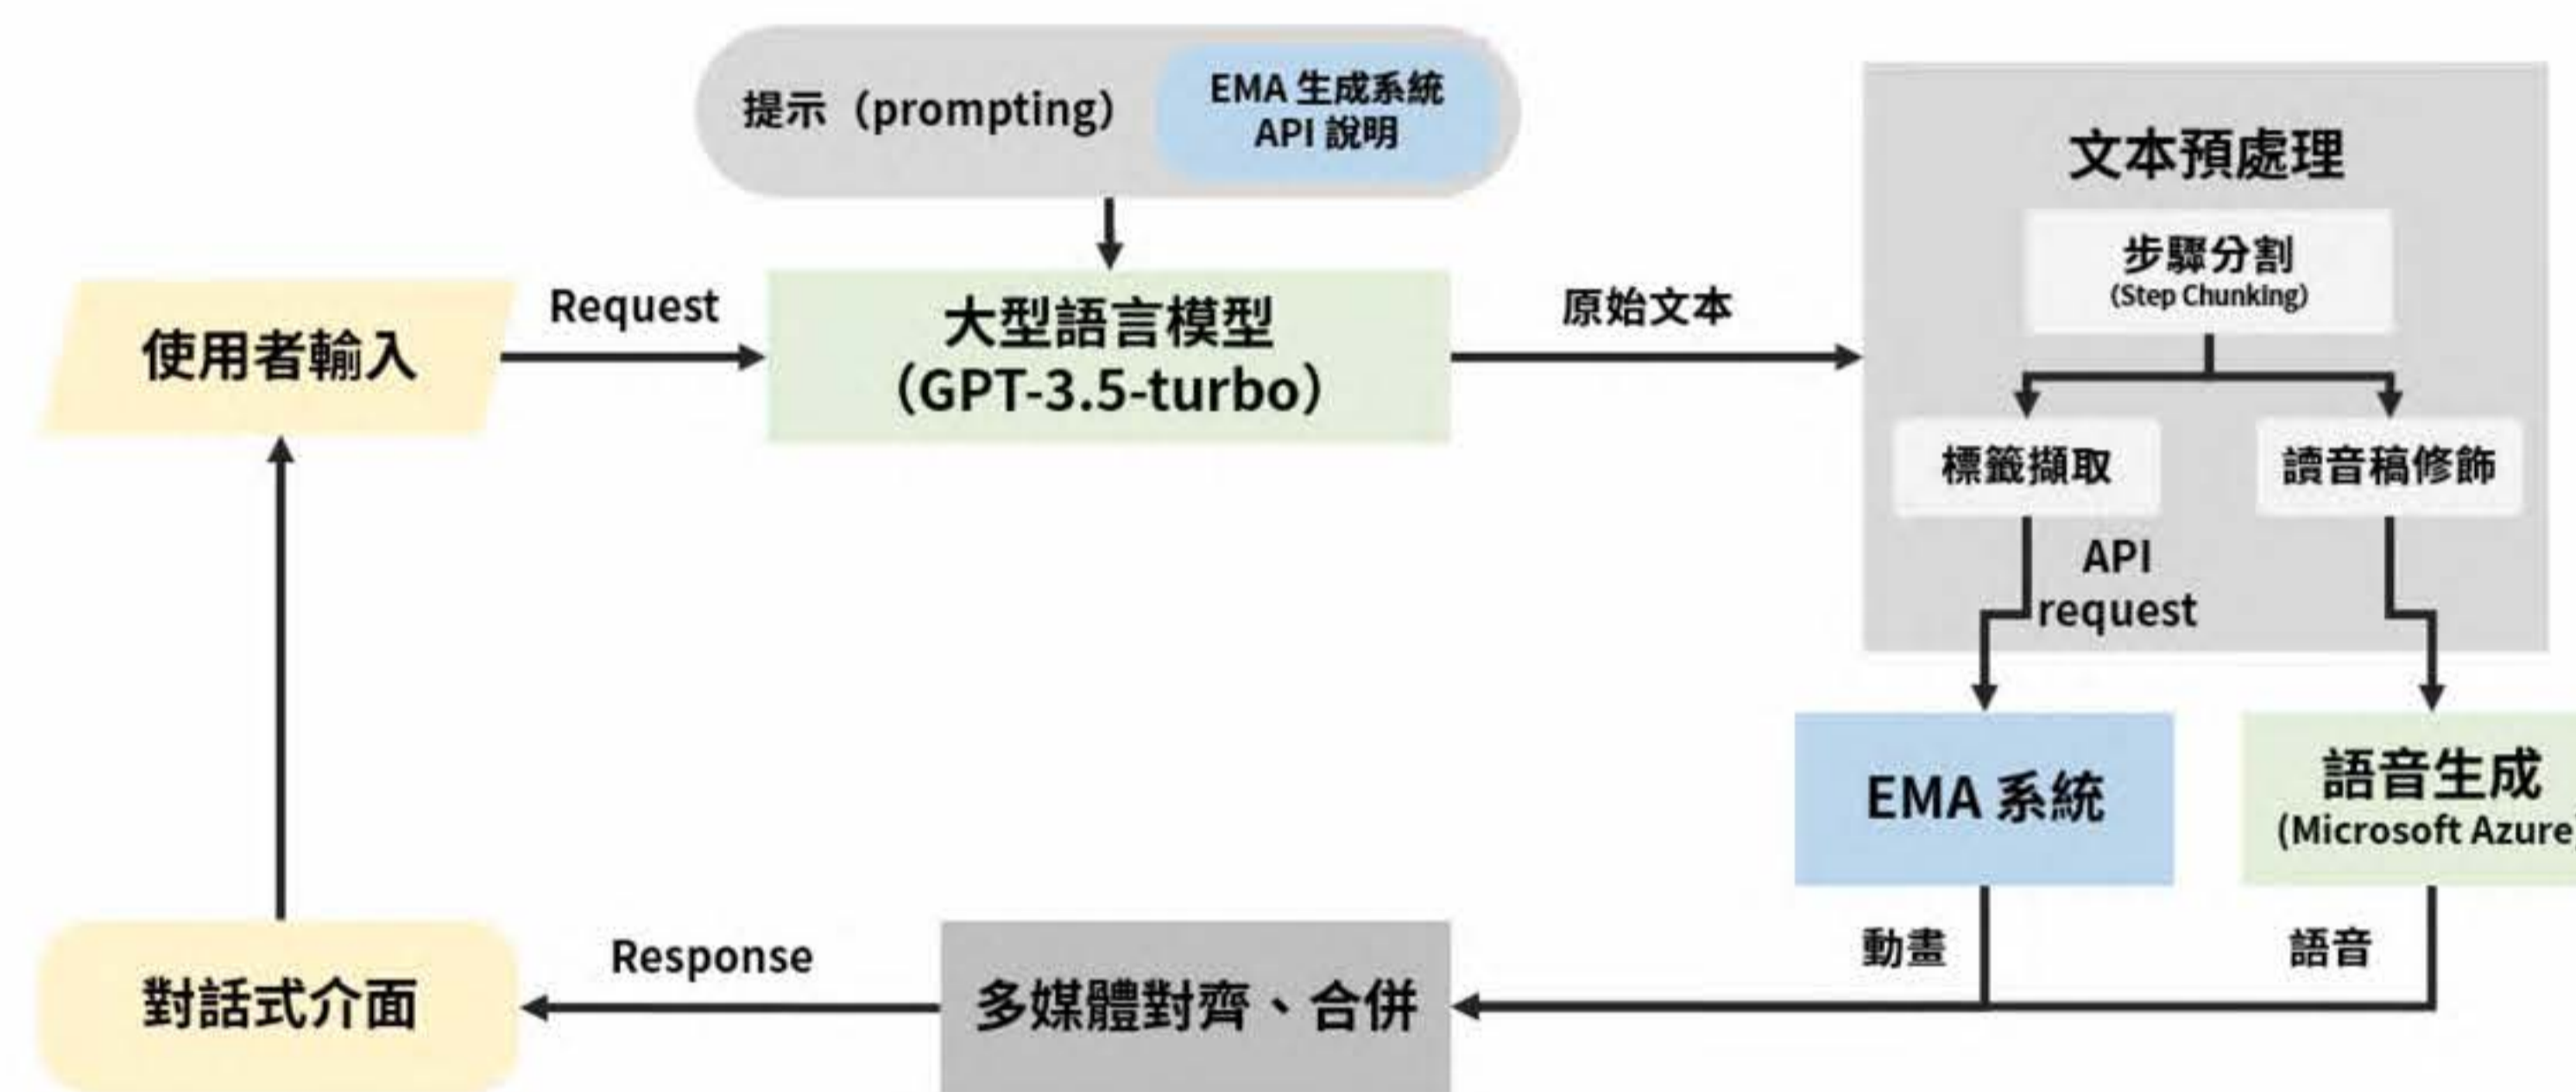 提示（prompting）
EMA 生成系統
API 說明
文本預處理
步驟分割
(Step Chunking)
使用者輸入
Request
大型語言模型
（GPT-3.5-turbo）
原始文本
標籤擷取
讀音稿修飾
API
request
EMA 系統
語音生成
(Microsoft Azure)
動畫
語音
對話式介面
Response
多媒體對齊、合併